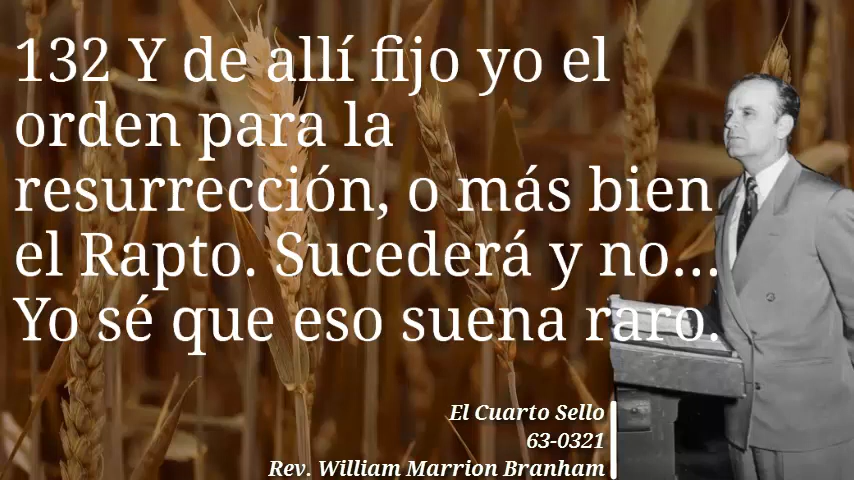 132 Y de allí fijo yo el
orden para la
resurrección, o más bien
el Rapto. Sucederá y no...
Yo sé que eso suena raro.
El Cuarto Sello
63-0321
Rev. William Marrion Branham